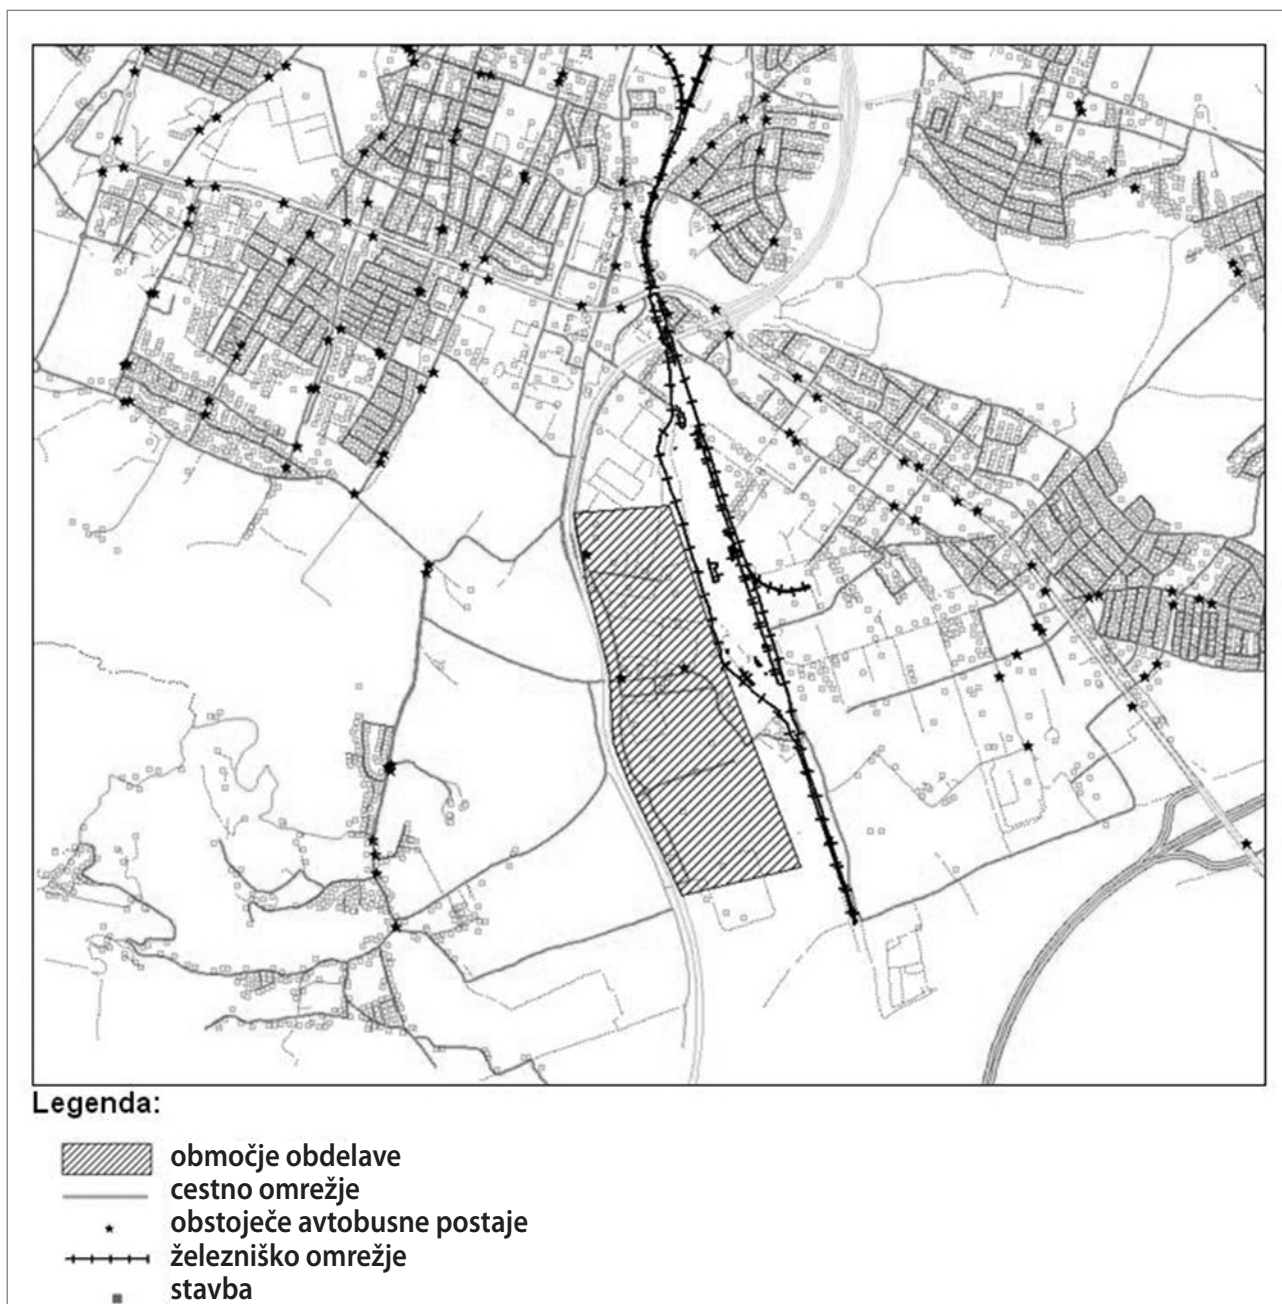 Legenda:
območje obdelave
cestno omrežje
obstoječe avtobusne postaje
železniško omrežje
stavba